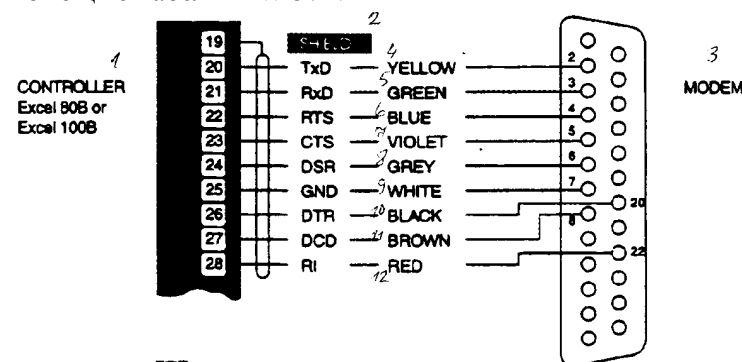 2
1
3
19 SHIELD
20 TxD 4 YELLOW 2
CONTROLLER 21 RxD 5 GREEN 3 MODEM
Excel 80B or
Excel 100B
22 RTS 6 BLUE 4
23 CTS 7 VIOLET 5
24 DSR 8 GREY 6
25 GND 9 WHITE 7
26 DTR 10 BLACK 20
27 DCD 11 BROWN 8
28 RI 12 RED 22